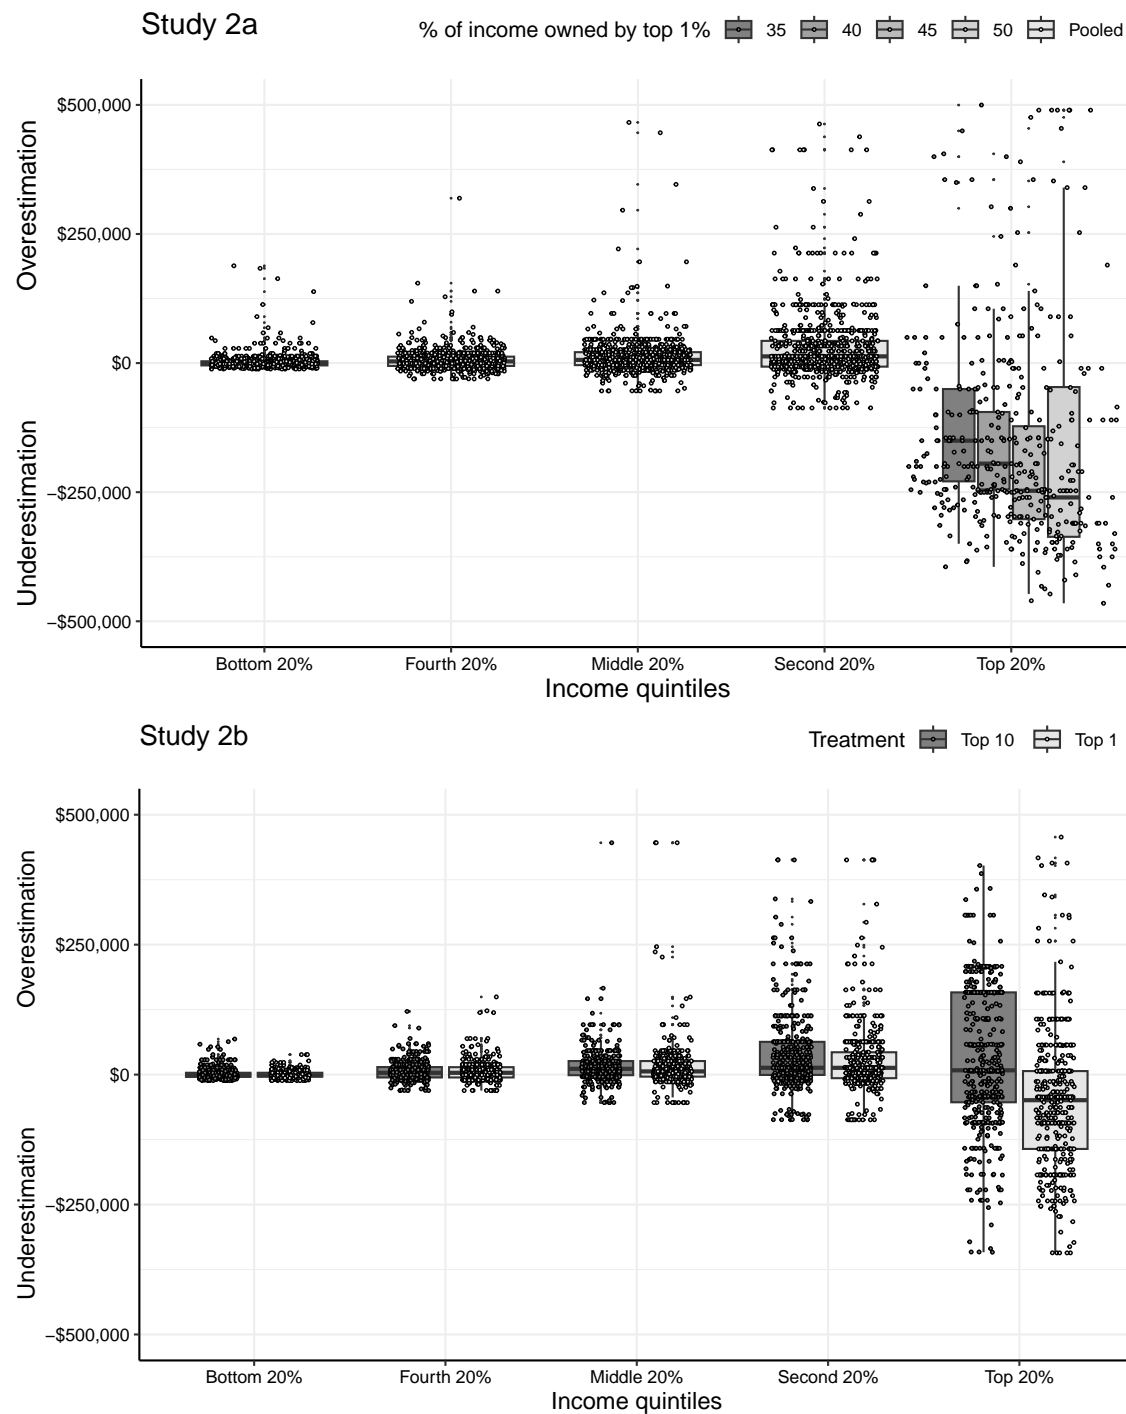 Study 2a
% of income owned by top 1% 35 40 45 50 Pooled
Overestimation
Underestimation
$500,000
$250,000
$0
−$250,000
−$500,000
Bottom 20% Fourth 20% Middle 20% Second 20% Top 20%
Income quintiles
Study 2b
Treatment Top 10 Top 1
Overestimation
Underestimation
$500,000
$250,000
$0
−$250,000
−$500,000
Bottom 20% Fourth 20% Middle 20% Second 20% Top 20%
Income quintiles